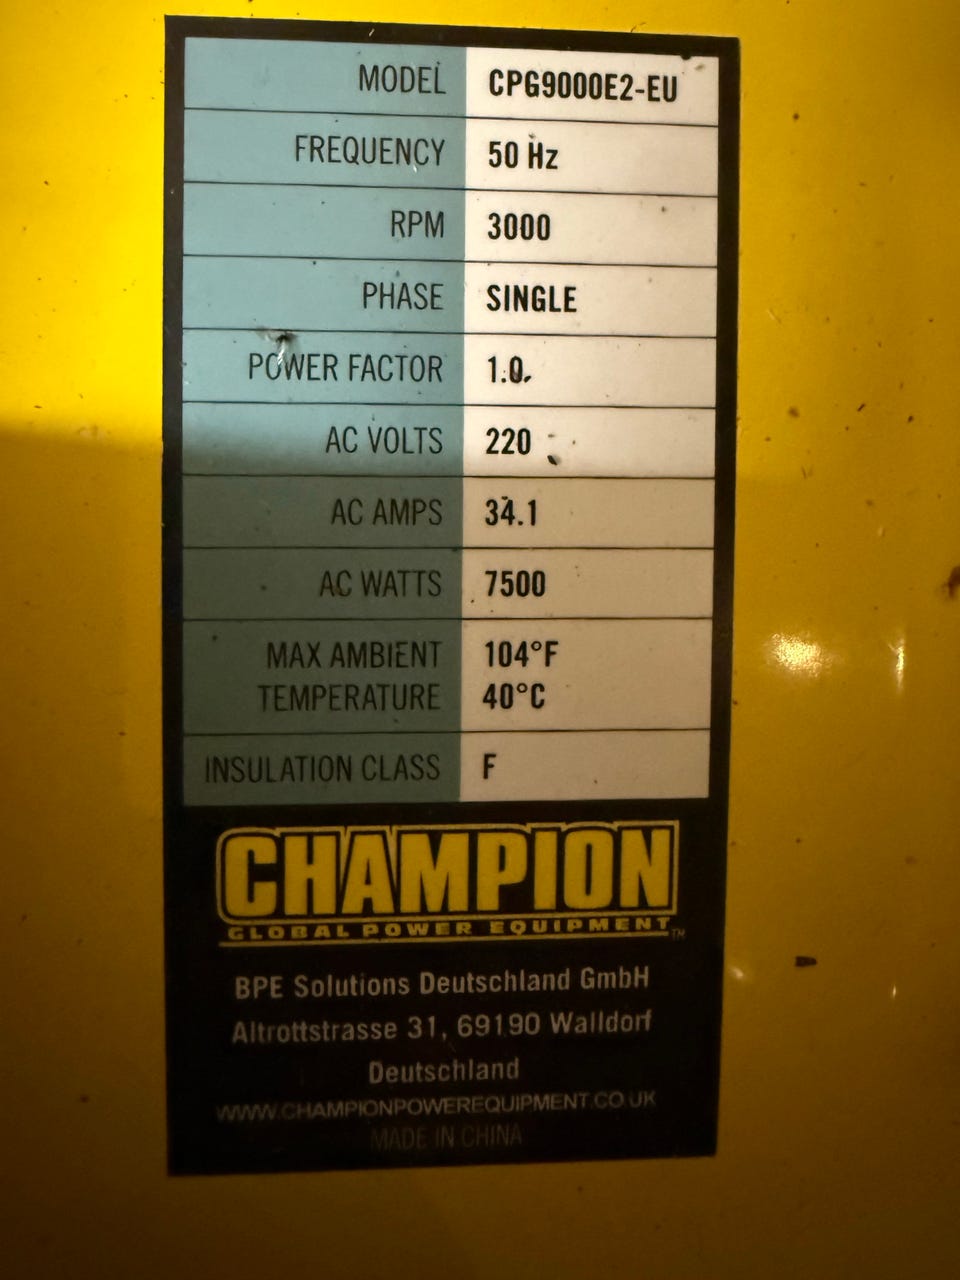 MODEL CPG9000E2-EU
FREQUENCY 50 Hz
RPM 3000
PHASE SINGLE
POWER FACTOR 1.0
AC VOLTS 220
AC AMPS 34.1
AC WATTS 7500
MAX AMBIENT 104°F
TEMPERATURE 40°C
INSULATION CLASS F
CHAMPION
GLOBAL POWER EQUIPMENT™
BPE Solutions Deutschland GmbH
Altrottstrasse 31, 69190 Walldorf
Deutschland
WWW.CHAMPIONPOWEREQUIPMENT.CO.UK
MADE IN CHINA